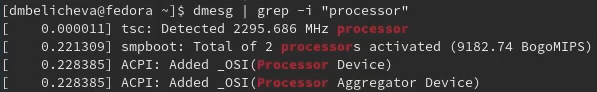 [dmbelicheva@fedora ~]$ dmesg | grep -i "processor"
[    0.000011] tsc: Detected 2295.686 MHz processor
[    0.221309] smpboot: Total of 2 processors activated (9182.74 BogoMIPS)
[    0.228385] ACPI: Added _OSI(Processor Device)
[    0.228385] ACPI: Added _OSI(Processor Aggregator Device)